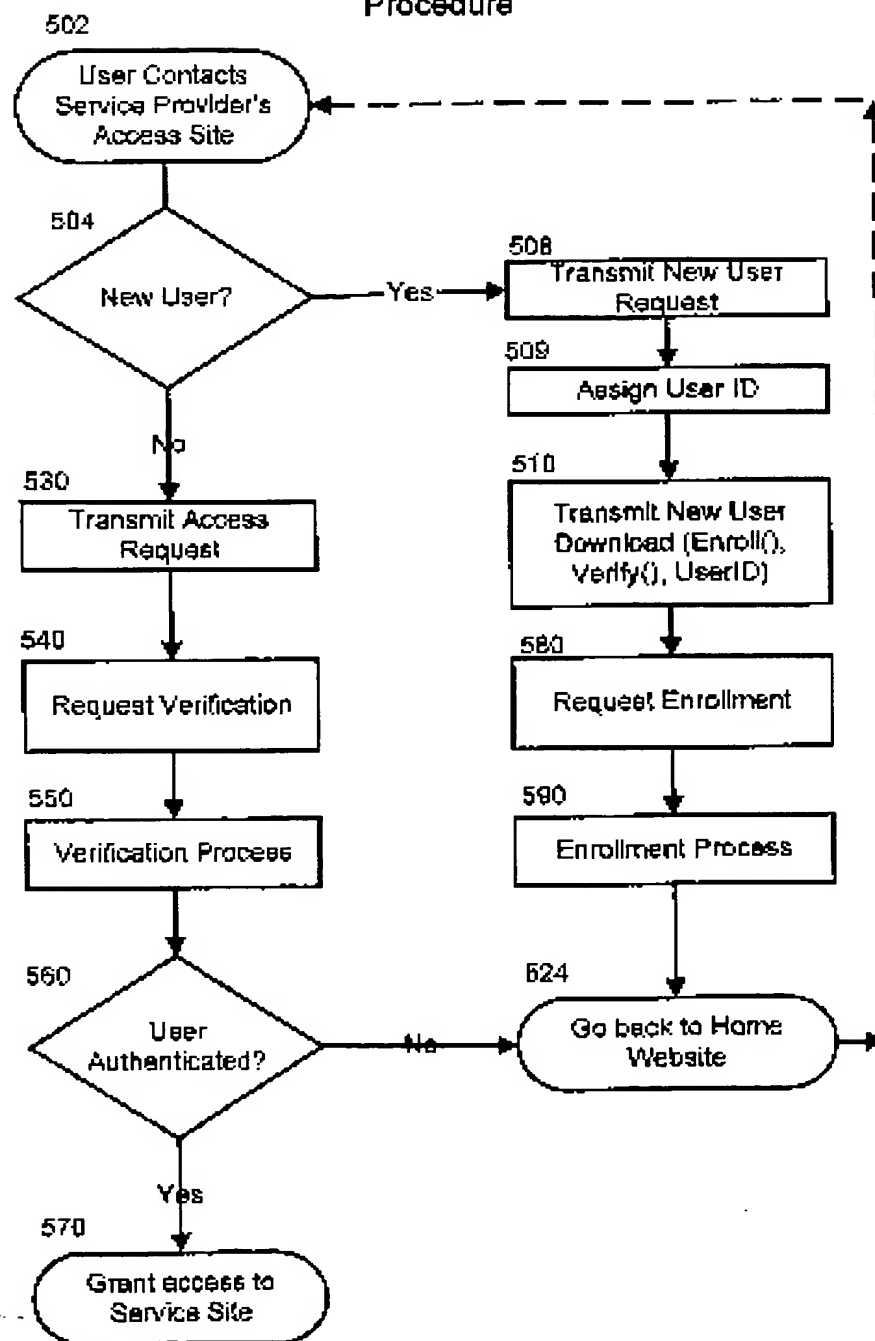 Procedure
502
User Contacts
Service Provider's
Access Site
504
New User?
Yes
508
Transmit New User
Request
509
Assign User ID
No
530
Transmit Access
Request
510
Transmit New User
Download (Enroll(),
Verify(), UserID)
540
Request Verification
580
Request Enrollment
550
Verification Process
590
Enrollment Process
560
User
Authenticated?
No
524
Go back to Home
Website
Yes
570
Grant access to
Service Site